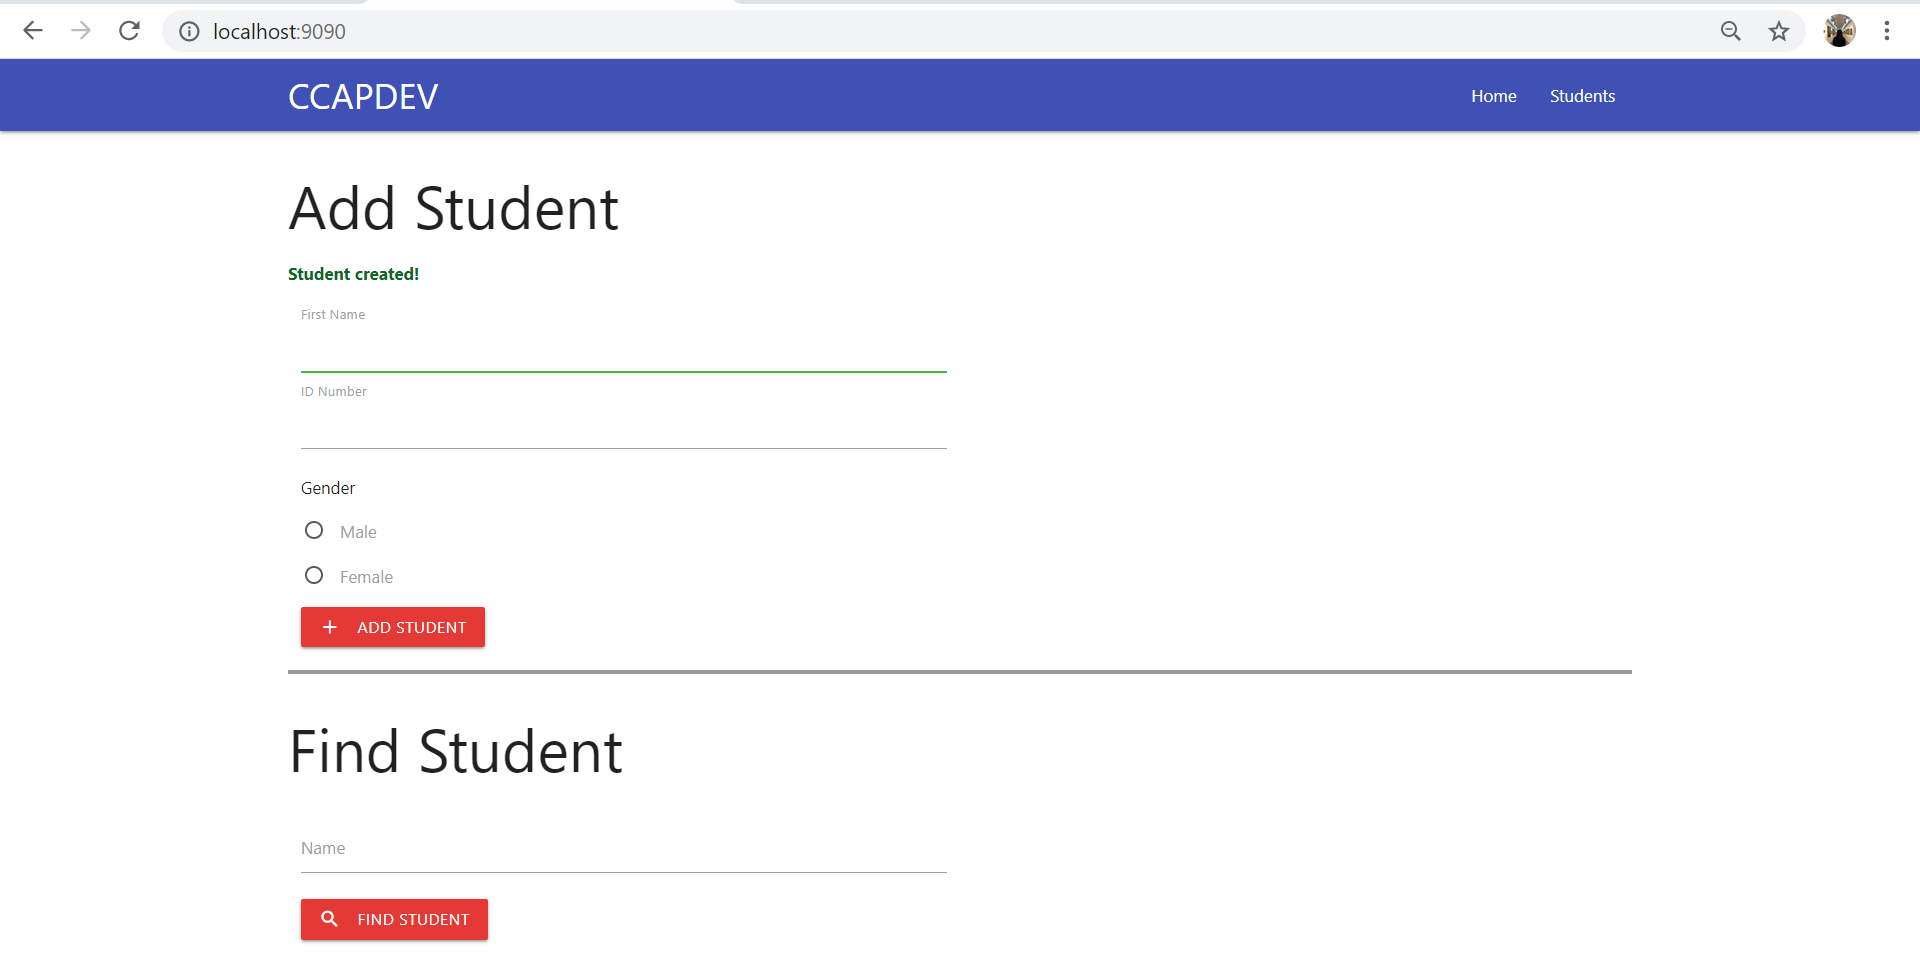 localhost:9090
CCAPDEV
Home Students
Add Student
Student created!
First Name
ID Number
Gender
Male
Female
ADD STUDENT
Find Student
Name
FIND STUDENT